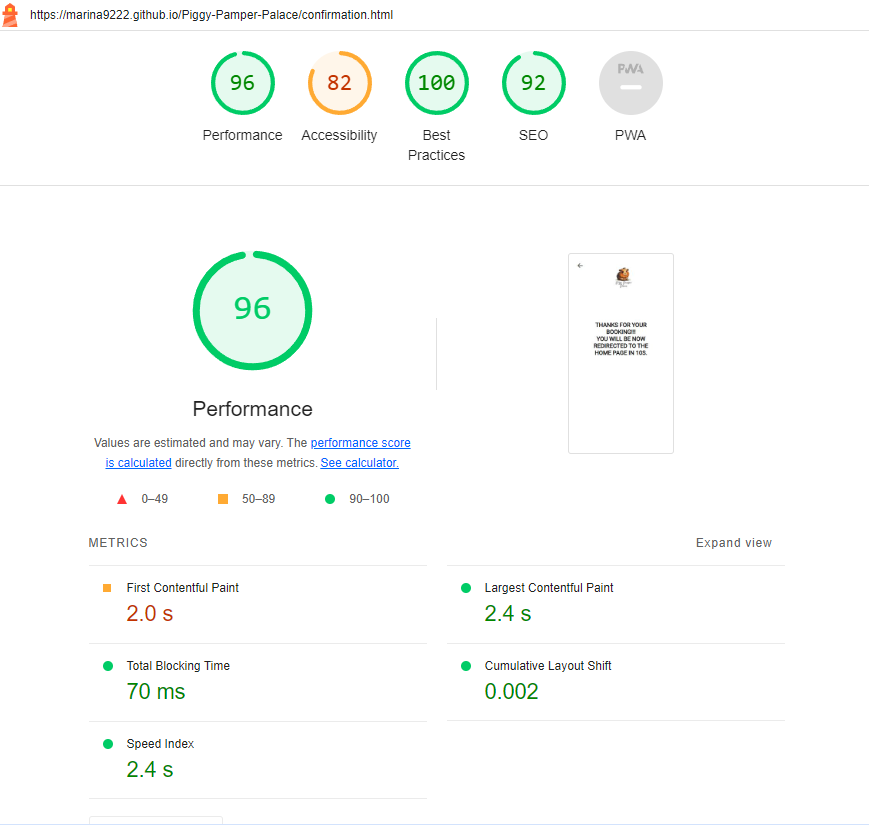 https://marina9222.github.io/Piggy-Pamper-Palace/confirmation.html
96
82
100
92
PWA
Performance
Accessibility
Best
Practices
SEO
PWA
96
Performance
Values are estimated and may vary. The performance score
is calculated directly from these metrics. See calculator.
0–49
50–89
90–100
THANKS FOR YOUR
BOOKING!!!
YOU WILL BE NOW
REDIRECTED TO THE
HOME PAGE IN 10S.
METRICS
Expand view
First Contentful Paint
2.0 s
Largest Contentful Paint
2.4 s
Total Blocking Time
70 ms
Cumulative Layout Shift
0.002
Speed Index
2.4 s